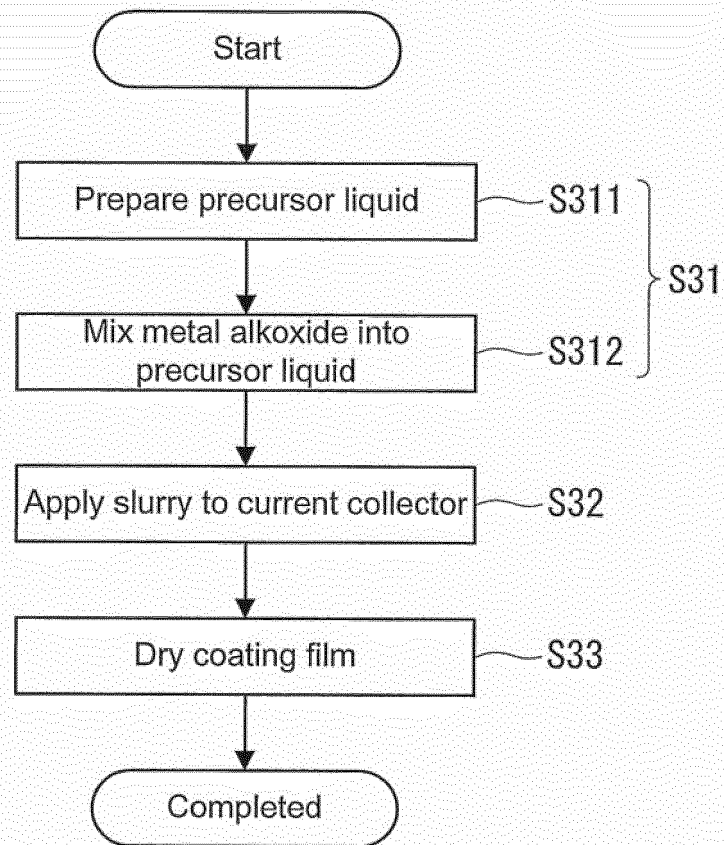 Start
Prepare precursor liquid
S311
S31
Mix metal alkoxide into
precursor liquid
S312
Apply slurry to current collector
S32
Dry coating film
S33
Completed